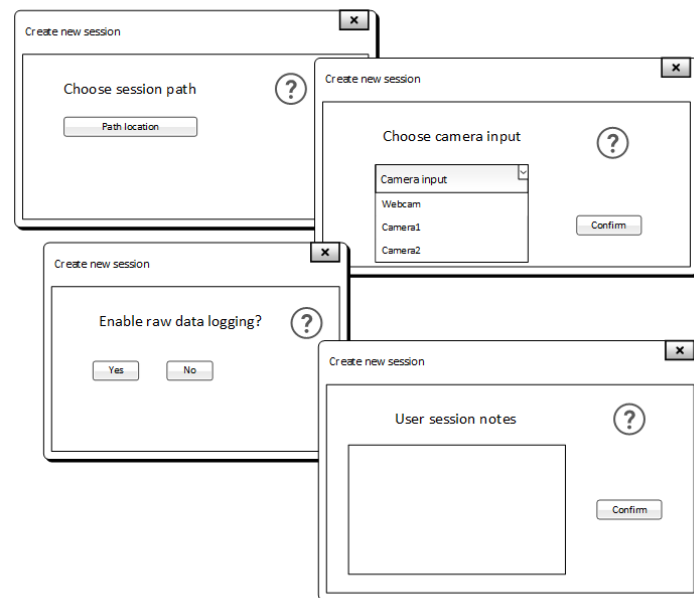 Create new session
×
Choose session path
?
Path location
Create new session
×
Choose camera input
?
Camera input
Webcam
Camera1
Camera2
Confirm
Create new session
×
Enable raw data logging?
?
Yes No
Create new session
×
User session notes
?
Confirm